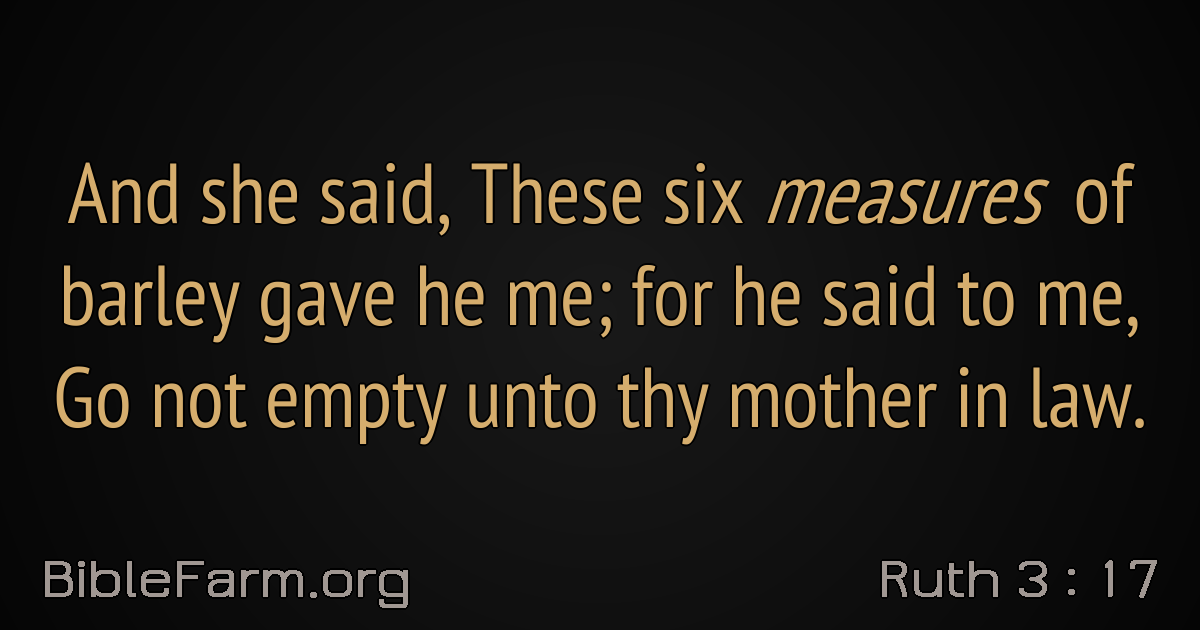 And she said, These six measures of
barley gave he me; for he said to me,
Go not empty unto thy mother in law.
BibleFarm.org
Ruth 3 : 17